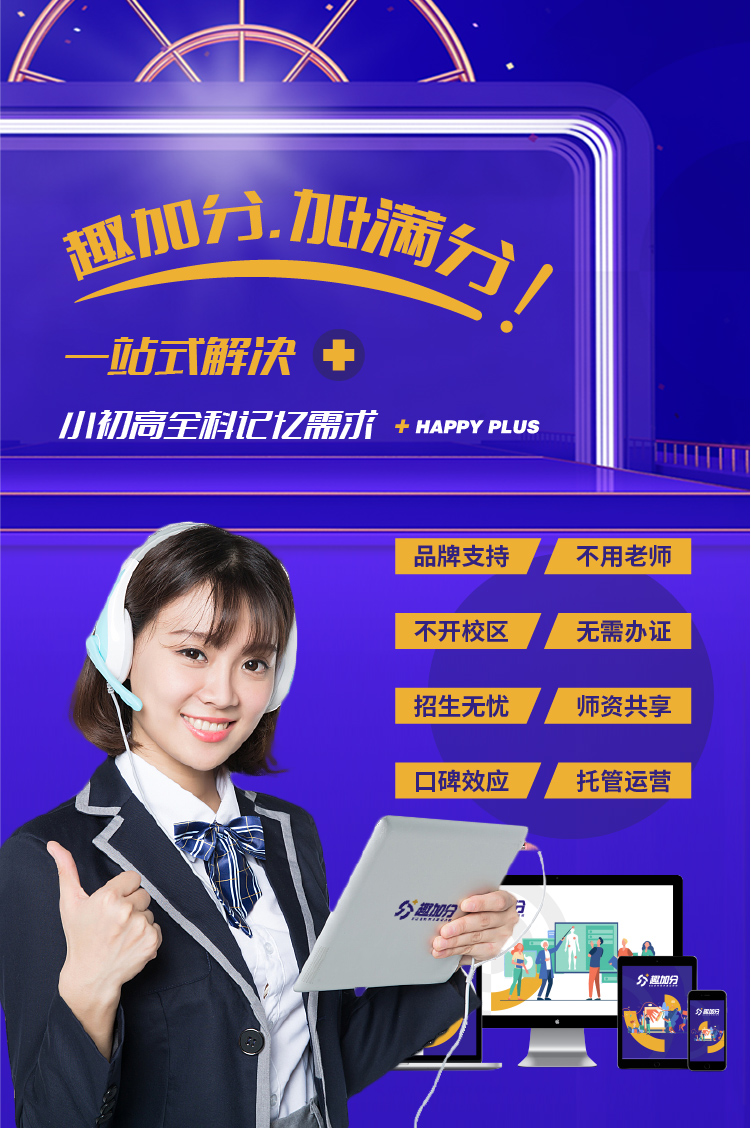 趣加分.加满分!
一站式解决
小初高全科记忆需求 + HAPPY PLUS
品牌支持 不用老师
不开校区 无需办证
招生无忧 师资共享
口碑效应 托管运营
趣加分
趣加分
趣加分